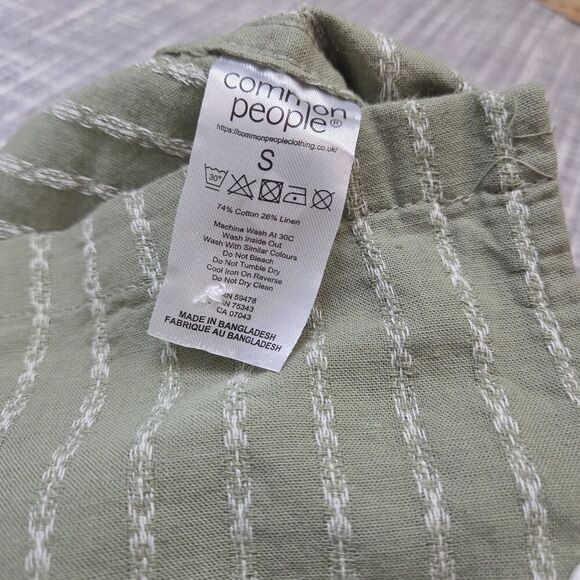 common
people®
https://commonpeopleclothing.co.uk/
S
30°
74% Cotton 26% Linen
Machine Wash At 30C
Wash Inside Out
Wash With Similar Colours
Do Not Bleach
Do Not Tumble Dry
Cool Iron On Reverse
Do Not Dry Clean
59478
75343
CA 07043
MADE IN BANGLADESH
FABRIQUE AU BANGLADESH